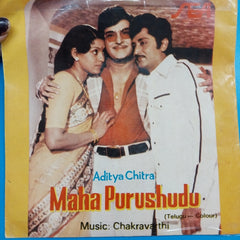 Aditya Chitra
Maha Purushudu
(Telugu — Colour)
Music: Chakravarthi